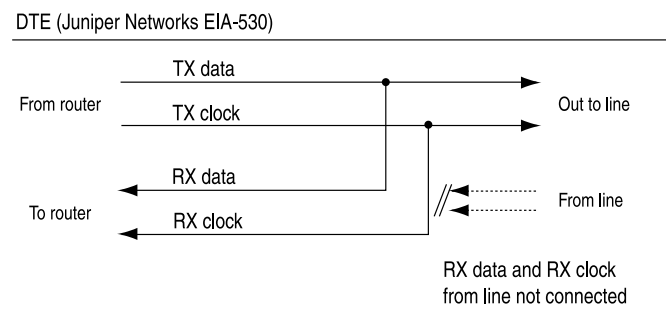 DTE (Juniper Networks EIA-530)
TX data
From router
Out to line
TX clock
RX data
From line
To router
RX clock
RX data and RX clock
from line not connected